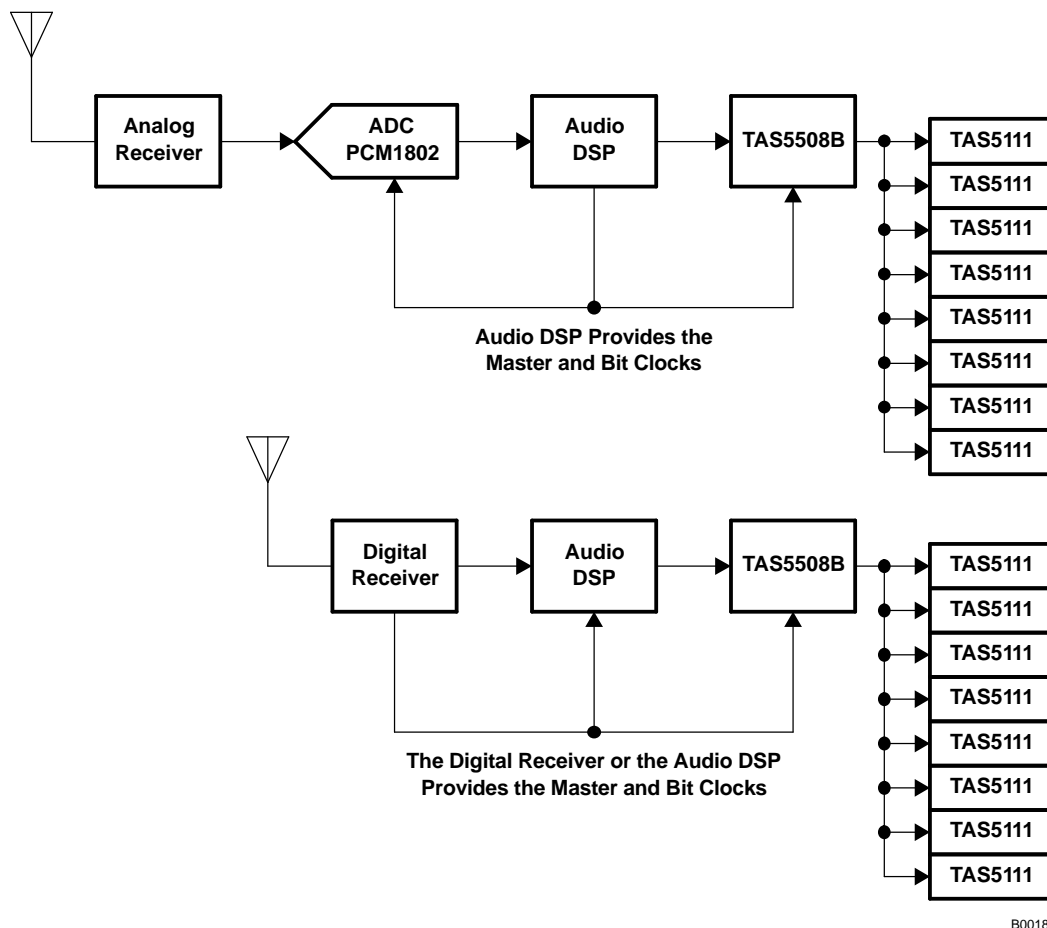 Analog
Receiver
ADC
PCM1802
Audio
DSP
TAS5508B
TAS5111
TAS5111
TAS5111
TAS5111
TAS5111
TAS5111
TAS5111
TAS5111
Audio DSP Provides the
Master and Bit Clocks
Digital
Receiver
Audio
DSP
TAS5508B
TAS5111
TAS5111
TAS5111
TAS5111
TAS5111
TAS5111
TAS5111
TAS5111
The Digital Receiver or the Audio DSP
Provides the Master and Bit Clocks
B0018